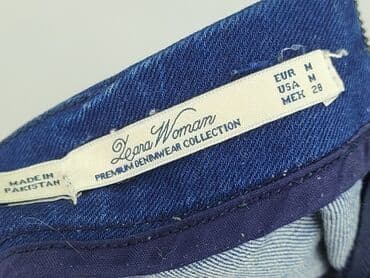 Zara Woman
PREMIUM DENIMWEAR COLLECTION
EUR M
USA M
MEX 28
MADE IN
PAKISTAN